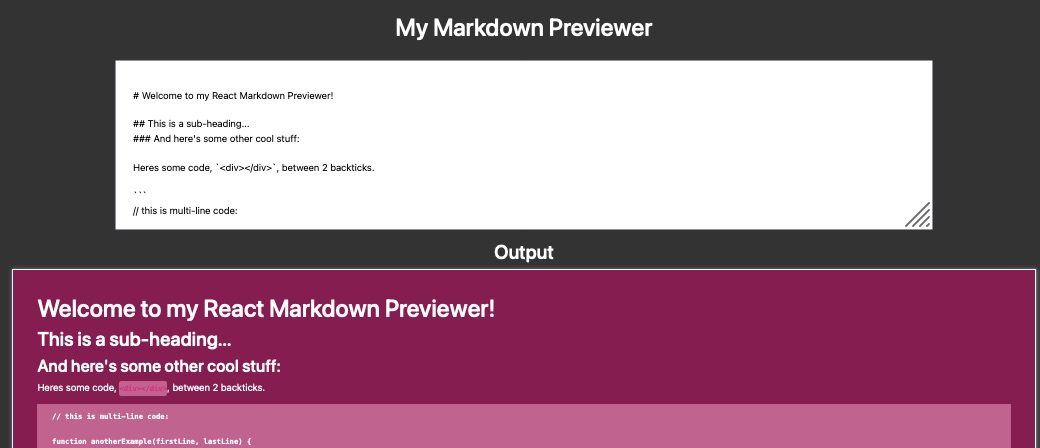 My Markdown Previewer
# Welcome to my React Markdown Previewer!
## This is a sub-heading...
### And here's some other cool stuff:
Heres some code, `<div></div>`, between 2 backticks.
```
// this is multi-line code:
Output
Welcome to my React Markdown Previewer!
This is a sub-heading...
And here's some other cool stuff:
Heres some code, <div></div>, between 2 backticks.
// this is multi-line code:
function anotherExample(firstLine, lastLine) {